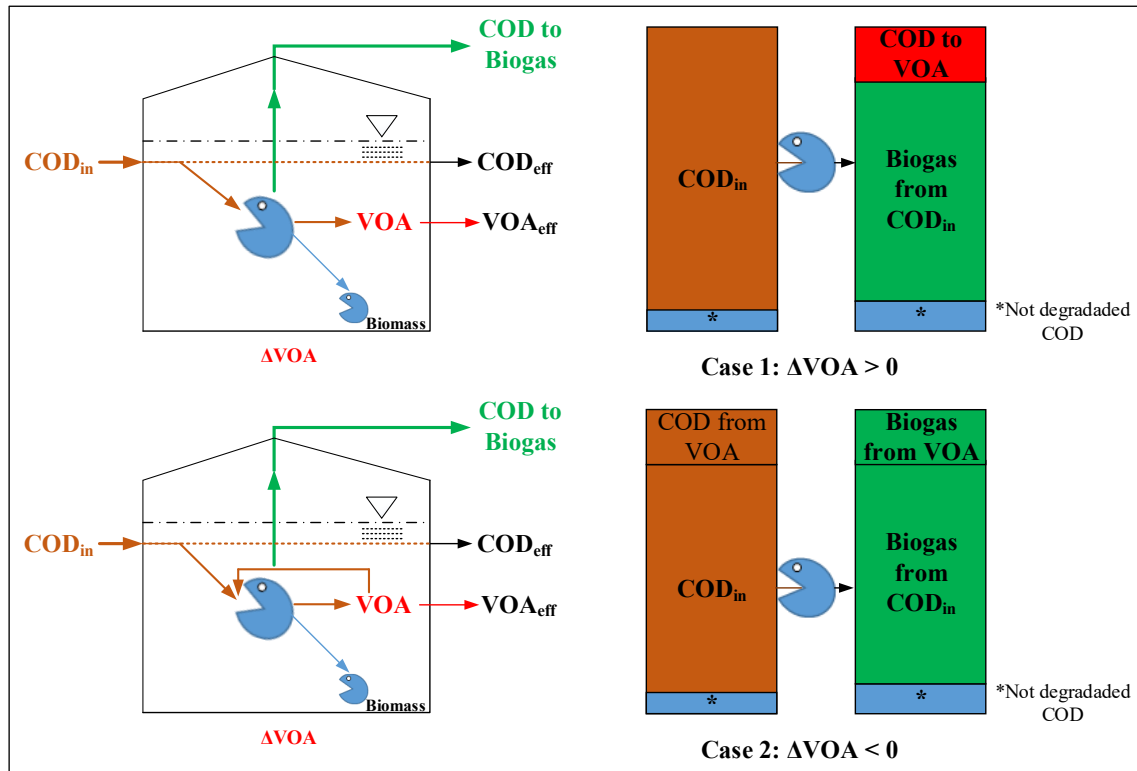 COD to
Biogas
CODin
CODeff
VOA
VOAeff
Biomass
ΔVOA
CODin
*
COD to
VOA
Biogas
from
CODin
*
*Not degradaded
COD
Case 1: ΔVOA > 0
COD to
Biogas
CODin
CODeff
VOA
VOAeff
Biomass
ΔVOA
COD from
VOA
CODin
*
Biogas
from VOA
Biogas
from
CODin
*
*Not degradaded
COD
Case 2: ΔVOA < 0